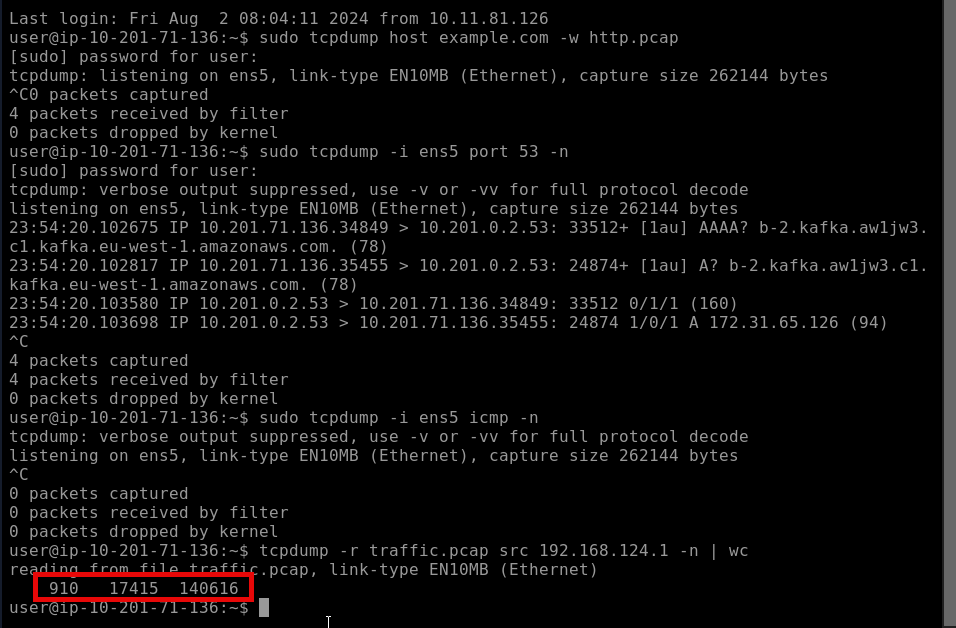 Last login: Fri Aug  2 08:04:11 2024 from 10.11.81.126
user@ip-10-201-71-136:~$ sudo tcpdump host example.com -w http.pcap
[sudo] password for user:
tcpdump: listening on ens5, link-type EN10MB (Ethernet), capture size 262144 bytes
^C0 packets captured
4 packets received by filter
0 packets dropped by kernel
user@ip-10-201-71-136:~$ sudo tcpdump -i ens5 port 53 -n
[sudo] password for user:
tcpdump: verbose output suppressed, use -v or -vv for full protocol decode
listening on ens5, link-type EN10MB (Ethernet), capture size 262144 bytes
23:54:20.102675 IP 10.201.71.136.34849 > 10.201.0.2.53: 33512+ [1au] AAAA? b-2.kafka.aw1jw3.
c1.kafka.eu-west-1.amazonaws.com. (78)
23:54:20.102817 IP 10.201.71.136.35455 > 10.201.0.2.53: 24874+ [1au] A? b-2.kafka.aw1jw3.c1.
kafka.eu-west-1.amazonaws.com. (78)
23:54:20.103580 IP 10.201.0.2.53 > 10.201.71.136.34849: 33512 0/1/1 (160)
23:54:20.103698 IP 10.201.0.2.53 > 10.201.71.136.35455: 24874 1/0/1 A 172.31.65.126 (94)
^C
4 packets captured
4 packets received by filter
0 packets dropped by kernel
user@ip-10-201-71-136:~$ sudo tcpdump -i ens5 icmp -n
tcpdump: verbose output suppressed, use -v or -vv for full protocol decode
listening on ens5, link-type EN10MB (Ethernet), capture size 262144 bytes
^C
0 packets captured
0 packets received by filter
0 packets dropped by kernel
user@ip-10-201-71-136:~$ tcpdump -r traffic.pcap src 192.168.124.1 -n | wc
reading from file traffic.pcap, link-type EN10MB (Ethernet)
    910   17415  140616
user@ip-10-201-71-136:~$